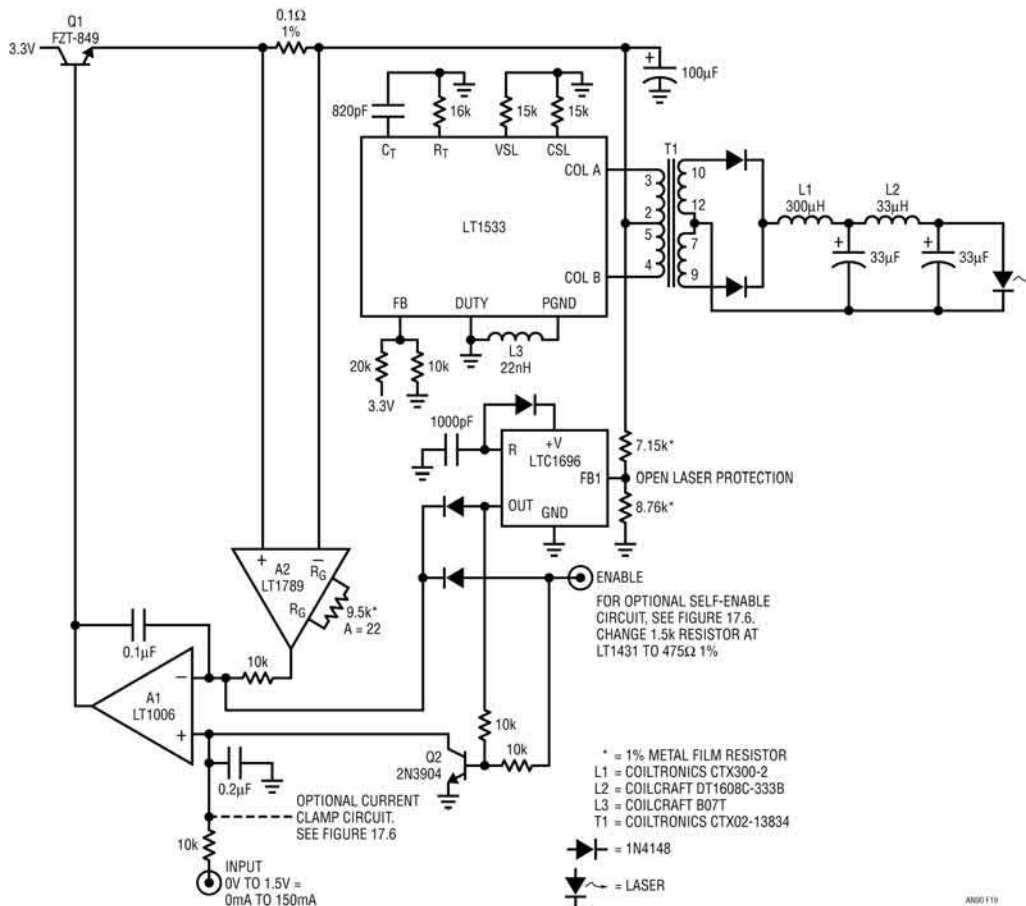 Q1
FZT-849
3.3V
0.1Ω
1%
+
100µF
820pF
16k
15k
15k
CT
RT
VSL
CSL
COL A
LT1533
COL B
FB
DUTY
PGND
T1
3
2
5
4
10
12
7
9
L1
300µH
L2
33µH
+
33µF
+
33µF
20k
10k
3.3V
L3
22nH
1000pF
R
+V
LTC1696
FB1
OUT
GND
7.15k*
OPEN LASER PROTECTION
8.76k*
+
−
A2
LT1789
RG
RG
9.5k*
A = 22
ENABLE
FOR OPTIONAL SELF-ENABLE
CIRCUIT, SEE FIGURE 17.6.
CHANGE 1.5k RESISTOR AT
LT1431 TO 475Ω 1%
0.1µF
10k
−
A1
LT1006
+
0.2µF
10k
10k
Q2
2N3904
OPTIONAL CURRENT
CLAMP CIRCUIT.
SEE FIGURE 17.6
10k
INPUT
0V TO 1.5V =
0mA TO 150mA
* = 1% METAL FILM RESISTOR
L1 = COILTRONICS CTX300-2
L2 = COILCRAFT DT1608C-333B
L3 = COILCRAFT B07T
T1 = COILTRONICS CTX02-13834
= 1N4148
= LASER
AN90 F19